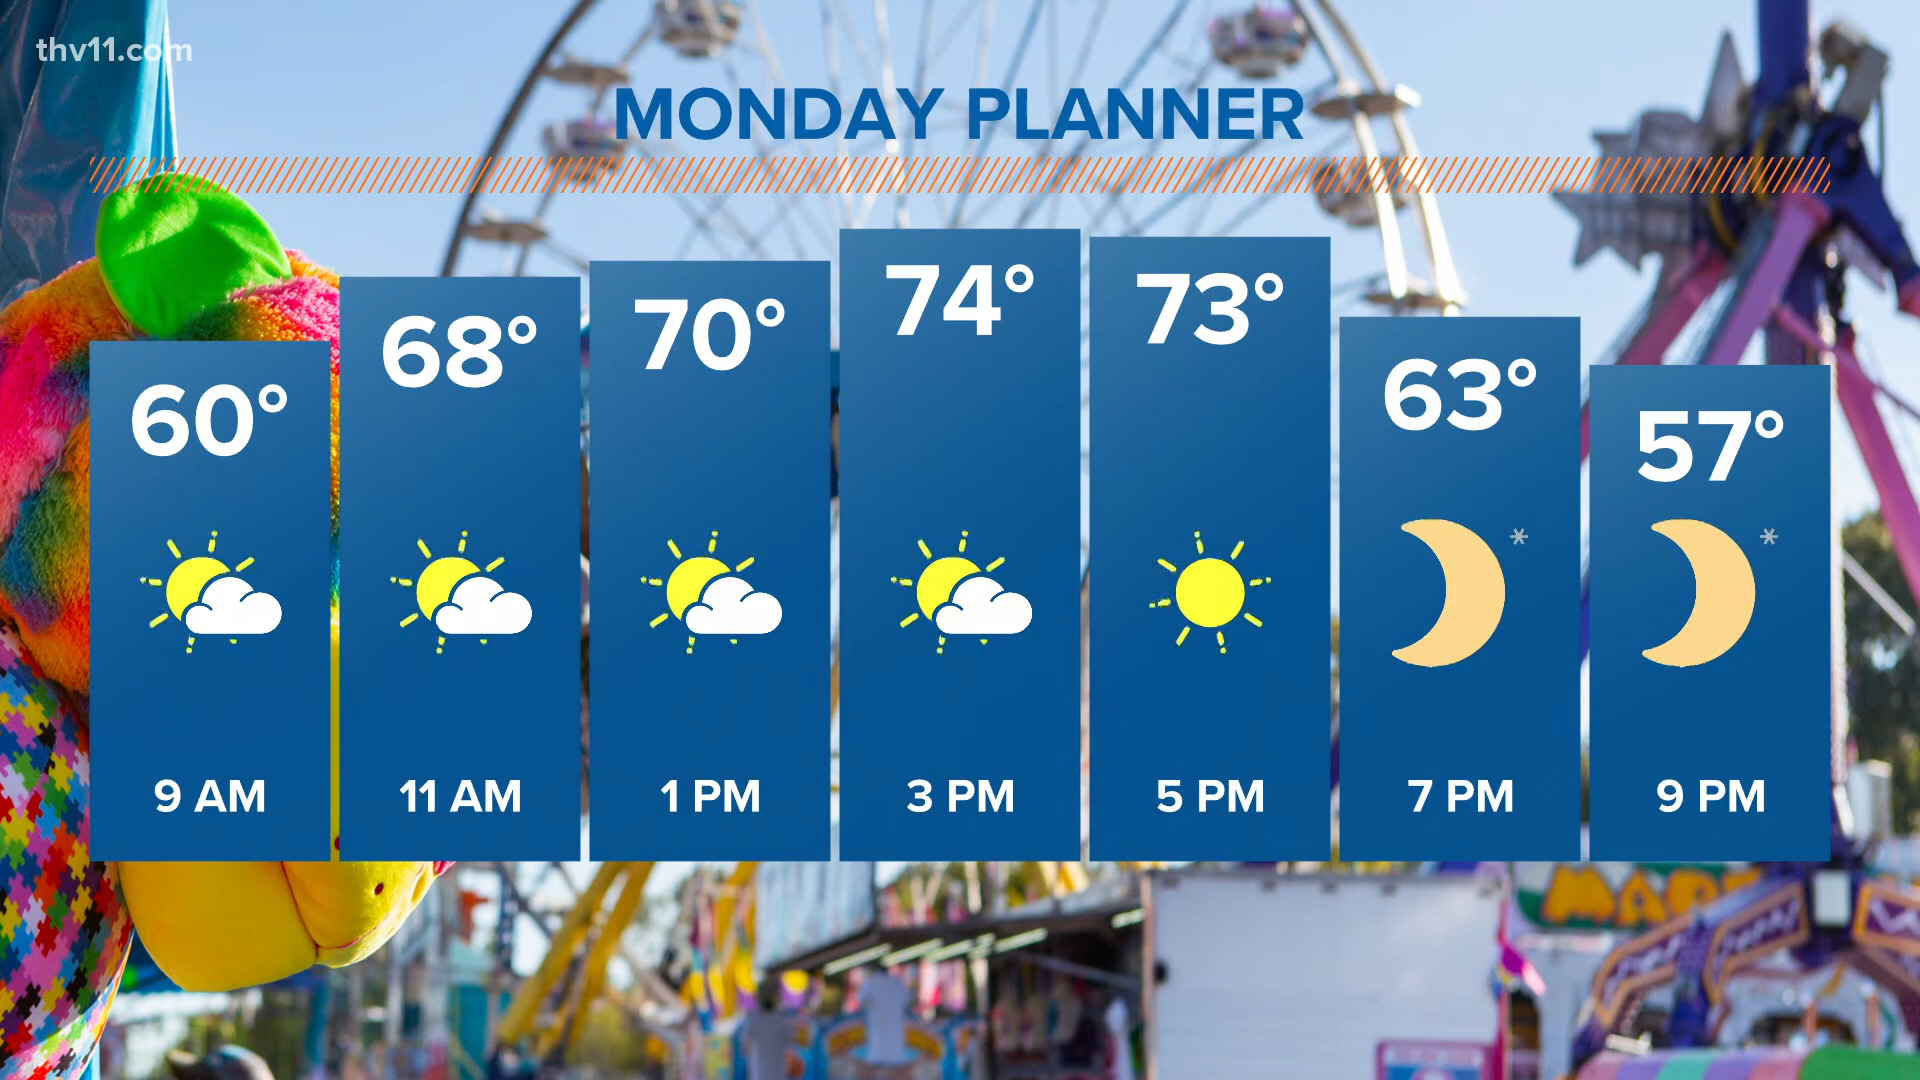 thv11.com
MONDAY PLANNER
60° 68° 70° 74° 73° 63° 57°
9 AM 11 AM 1 PM 3 PM 5 PM 7 PM 9 PM